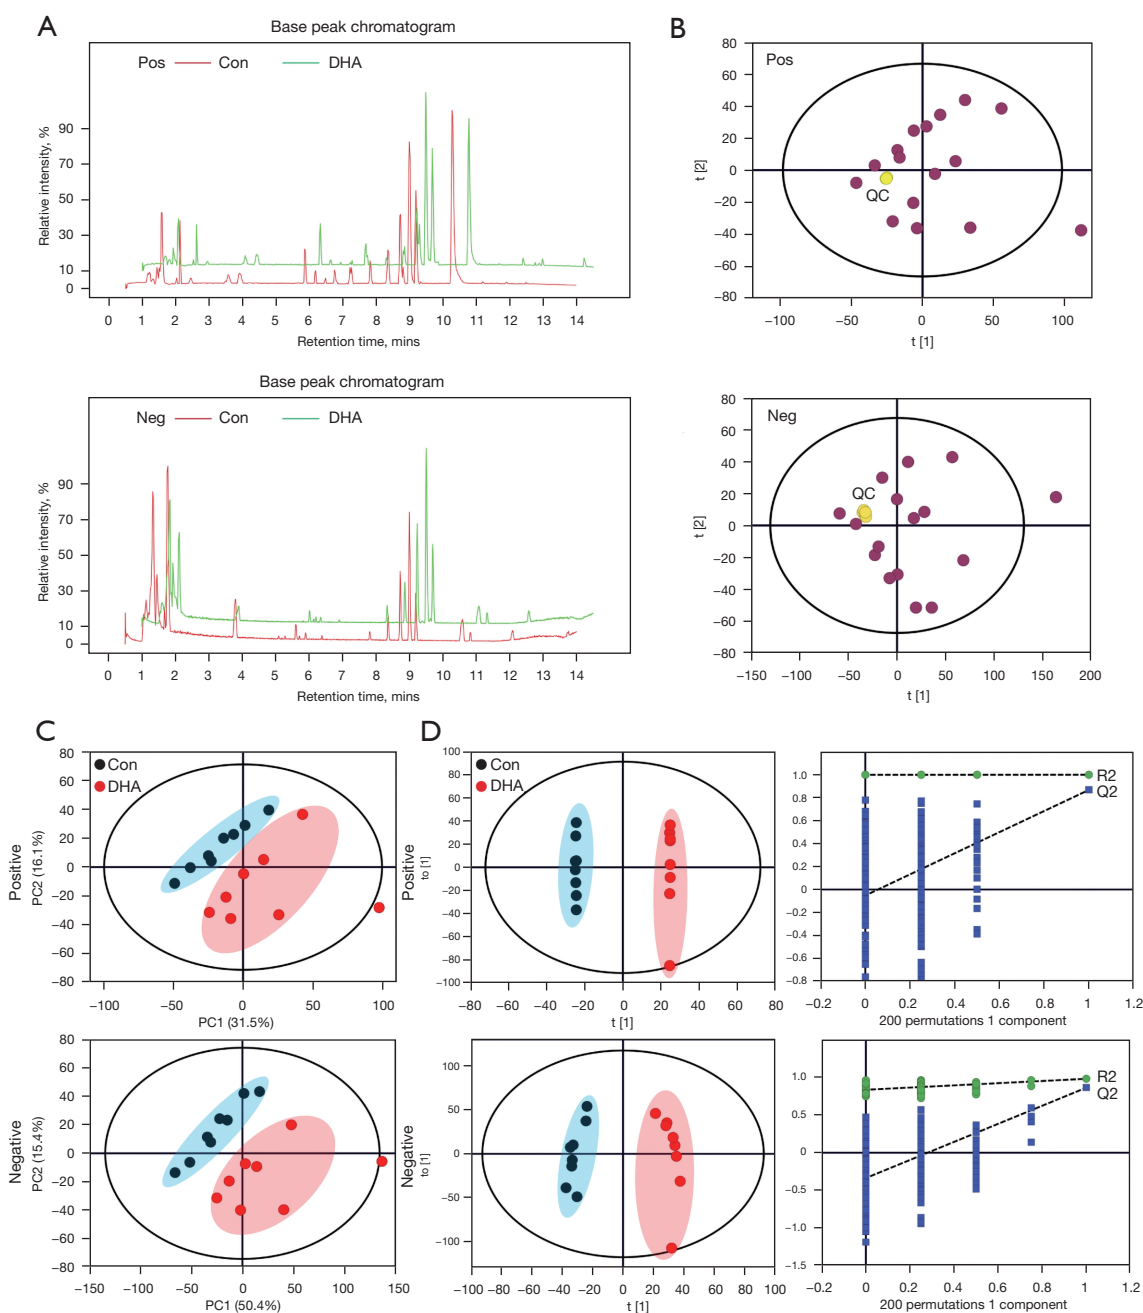 A
Base peak chromatogram
Pos Con DHA
Relative intensity, %
90
70
50
30
10
0
0 1 2 3 4 5 6 7 8 9 10 11 12 13 14
Retention time, mins
Base peak chromatogram
Neg Con DHA
Relative intensity, %
90
70
50
30
10
0
0 1 2 3 4 5 6 7 8 9 10 11 12 13 14
Retention time, mins
B
Pos
QC
t [2]
80
60
40
20
0
−20
−40
−60
−80
−100 −50 0 50 100
t [1]
Neg
QC
t [2]
80
60
40
20
0
−20
−40
−60
−80
−150 −100 −50 0 50 100 150 200
t [1]
C
Con
DHA
Positive
PC2 (16.1%)
80
60
40
20
0
−20
−40
−60
−80
−100 −50 0 50 100
PC1 (31.5%)
Negative
PC2 (15.4%)
80
60
40
20
0
−20
−40
−60
−80
−150 −100 −50 0 50 100 150
PC1 (50.4%)
D
Con
DHA
Positive
to [1]
100
80
60
40
20
0
−20
−40
−60
−80
−100
−80 −60 −40 −20 0 20 40 60 80
t [1]
R2
Q2
1.0
0.8
0.6
0.4
0.2
0
−0.2
−0.4
−0.6
−0.8
−0.2 0 0.2 0.4 0.6 0.8 1 1.2
200 permutations 1 component
Negative
to [1]
100
50
0
−50
−100
−80 −60 −40 −20 0 20 40 60 80
t [1]
R2
Q2
1.0
0.5
0
−0.5
−1.0
−1.5
−0.2 0 0.2 0.4 0.6 0.8 1 1.2
200 permutations 1 component